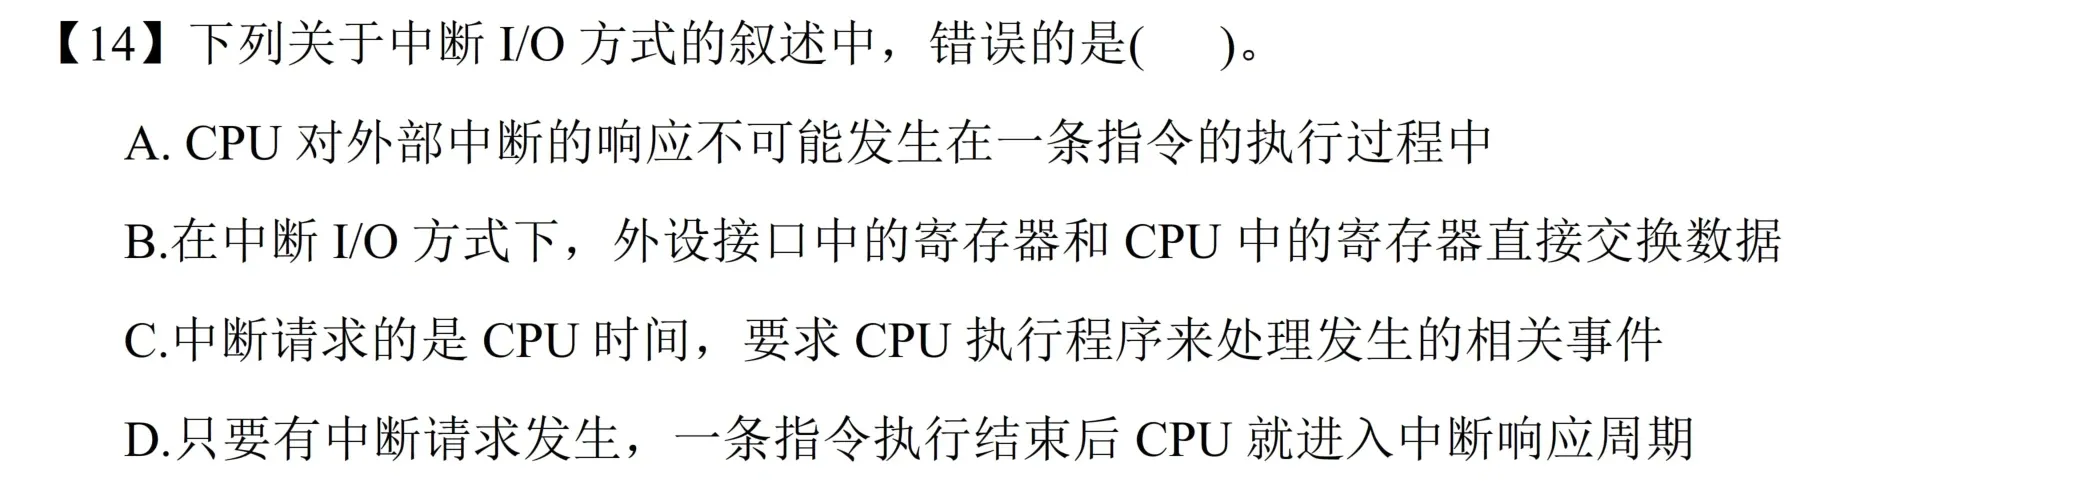 【14】下列关于中断 I/O 方式的叙述中，错误的是(    )。
A. CPU 对外部中断的响应不可能发生在一条指令的执行过程中
B.在中断 I/O 方式下，外设接口中的寄存器和 CPU 中的寄存器直接交换数据
C.中断请求的是 CPU 时间，要求 CPU 执行程序来处理发生的相关事件
D.只要有中断请求发生，一条指令执行结束后 CPU 就进入中断响应周期